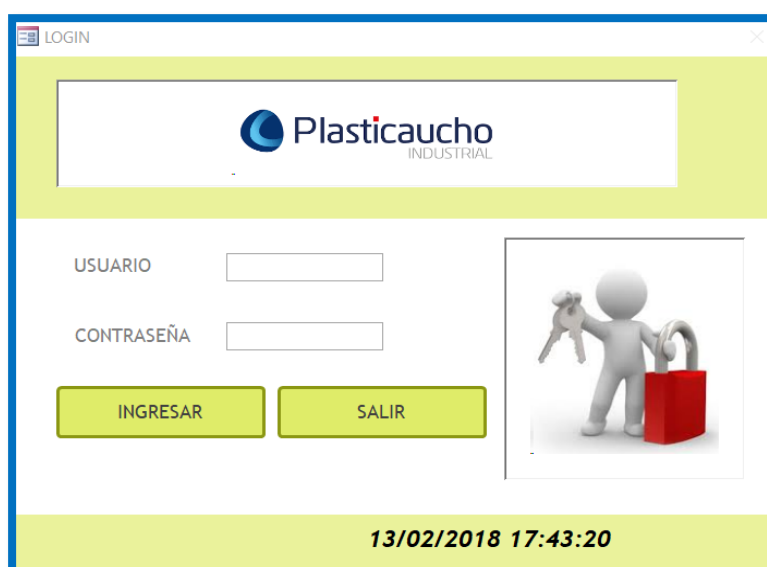 LOGIN
Plasticaucho
INDUSTRIAL
USUARIO
CONTRASEÑA
INGRESAR
SALIR
13/02/2018 17:43:20